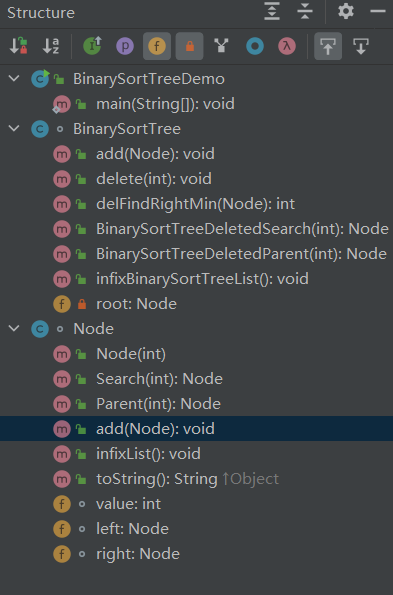 Structure
BinarySortTreeDemo
main(String[]): void
BinarySortTree
add(Node): void
delete(int): void
delFindRightMin(Node): int
BinarySortTreeDeletedSearch(int): Node
BinarySortTreeDeletedParent(int): Node
infixBinarySortTreeList(): void
root: Node
Node
Node(int)
Search(int): Node
Parent(int): Node
add(Node): void
infixList(): void
toString(): String ↑Object
value: int
left: Node
right: Node